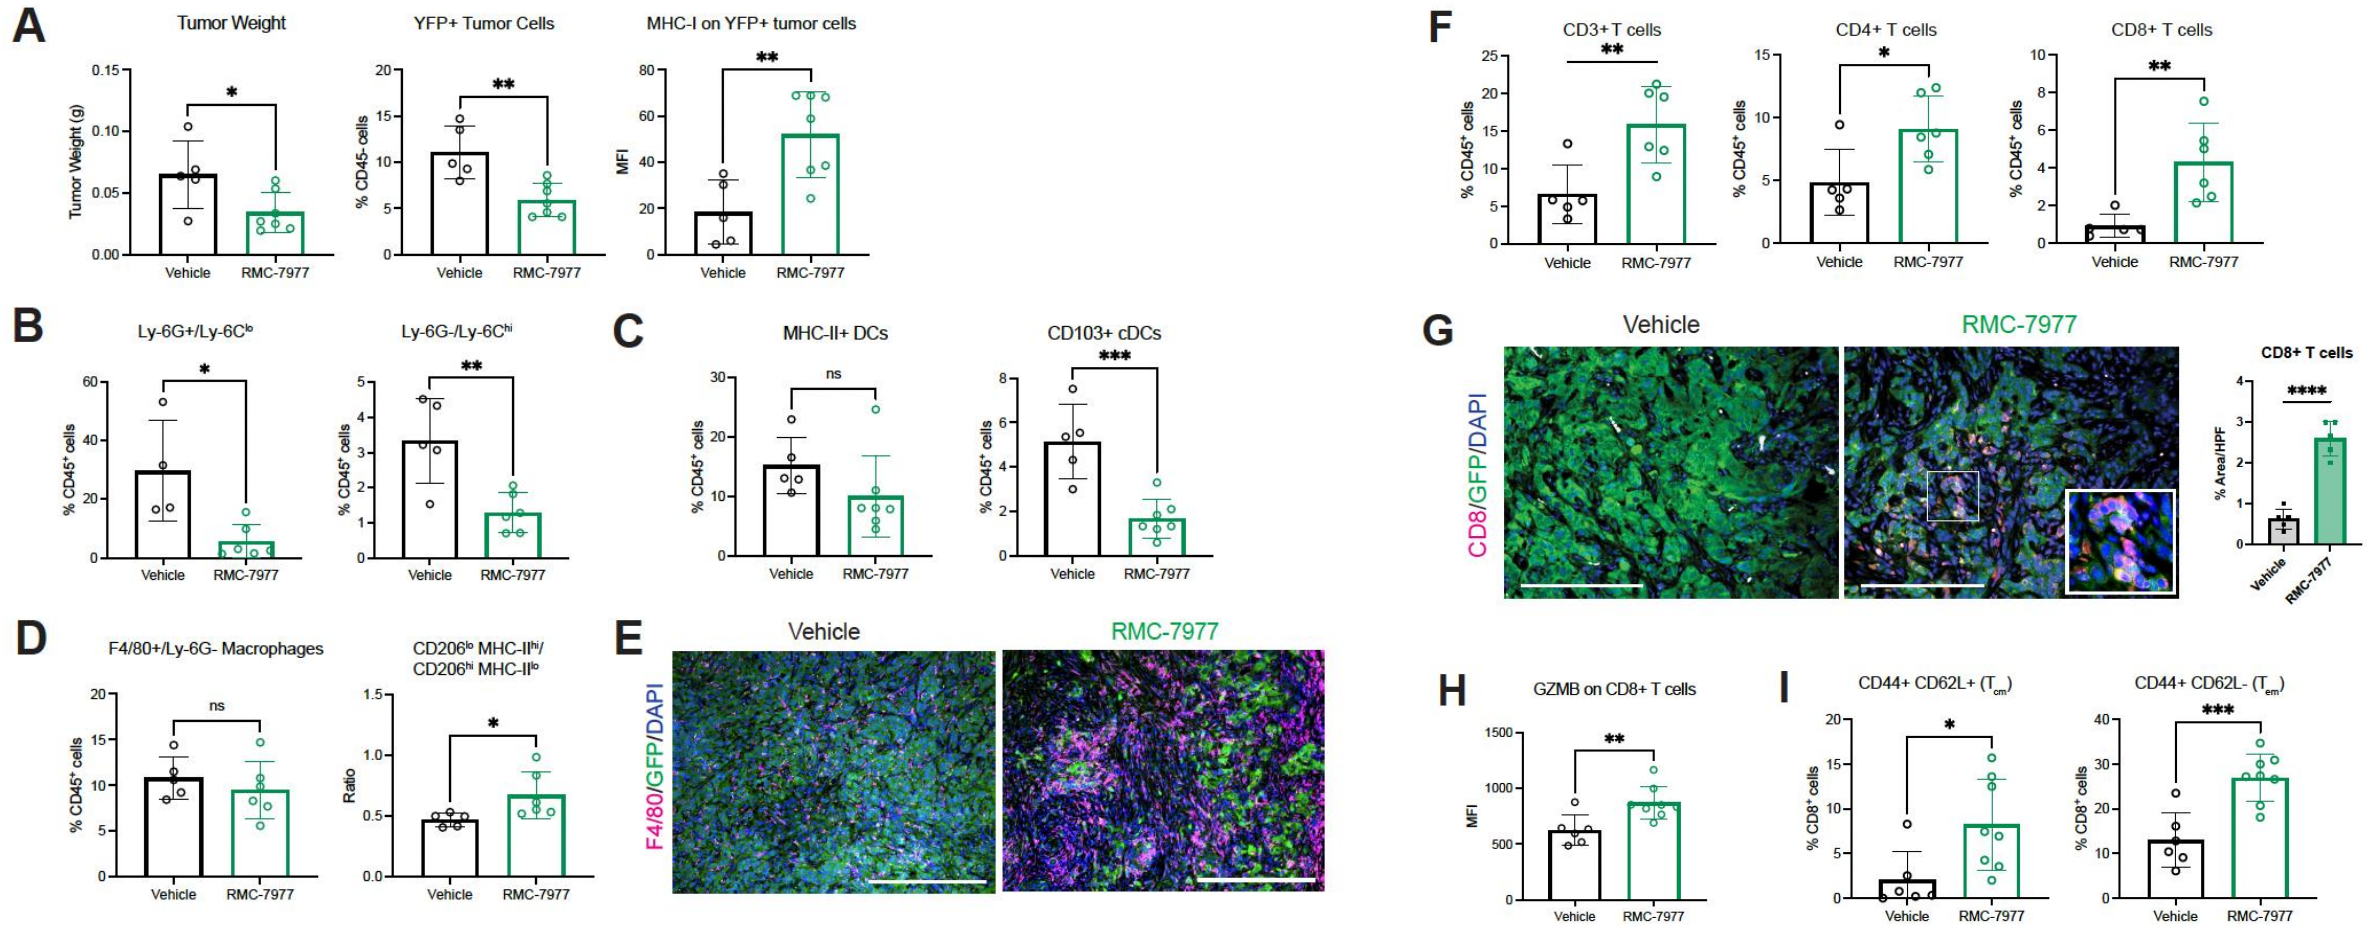 A
Tumor Weight
Tumor Weight (g)
0.15
0.10
0.05
0.00
*
Vehicle
RMC-7977
YFP+ Tumor Cells
% CD45- cells
20
15
10
5
0
**
Vehicle
RMC-7977
MHC-I on YFP+ tumor cells
MFI
80
60
40
20
0
**
Vehicle
RMC-7977
B
Ly-6G+/Ly-6Clo
% CD45+ cells
60
40
20
0
*
Vehicle
RMC-7977
Ly-6G-/Ly-6Chi
% CD45+ cells
5
4
3
2
1
0
**
Vehicle
RMC-7977
C
MHC-II+ DCs
% CD45+ cells
30
20
10
0
ns
Vehicle
RMC-7977
CD103+ cDCs
% CD45+ cells
8
6
4
2
0
***
Vehicle
RMC-7977
D
F4/80+/Ly-6G- Macrophages
% CD45+ cells
20
15
10
5
0
ns
Vehicle
RMC-7977
CD206lo MHC-IIhi/
CD206hi MHC-IIlo
Ratio
1.5
1.0
0.5
0.0
*
Vehicle
RMC-7977
E
Vehicle
RMC-7977
F4/80/GFP/DAPI
F
CD3+ T cells
% CD45+ cells
25
20
15
10
5
0
**
Vehicle
RMC-7977
CD4+ T cells
% CD45+ cells
15
10
5
0
*
Vehicle
RMC-7977
CD8+ T cells
% CD45+ cells
10
8
6
4
2
0
**
Vehicle
RMC-7977
G
Vehicle
RMC-7977
CD8/GFP/DAPI
CD8+ T cells
% Area/HPF
4
3
2
1
0
****
Vehicle
RMC-7977
H
GZMB on CD8+ T cells
MFI
1500
1000
500
0
**
Vehicle
RMC-7977
I
CD44+ CD62L+ (Tcm)
% CD8+ cells
20
15
10
5
0
*
Vehicle
RMC-7977
CD44+ CD62L- (Tem)
% CD8+ cells
40
30
20
10
0
***
Vehicle
RMC-7977